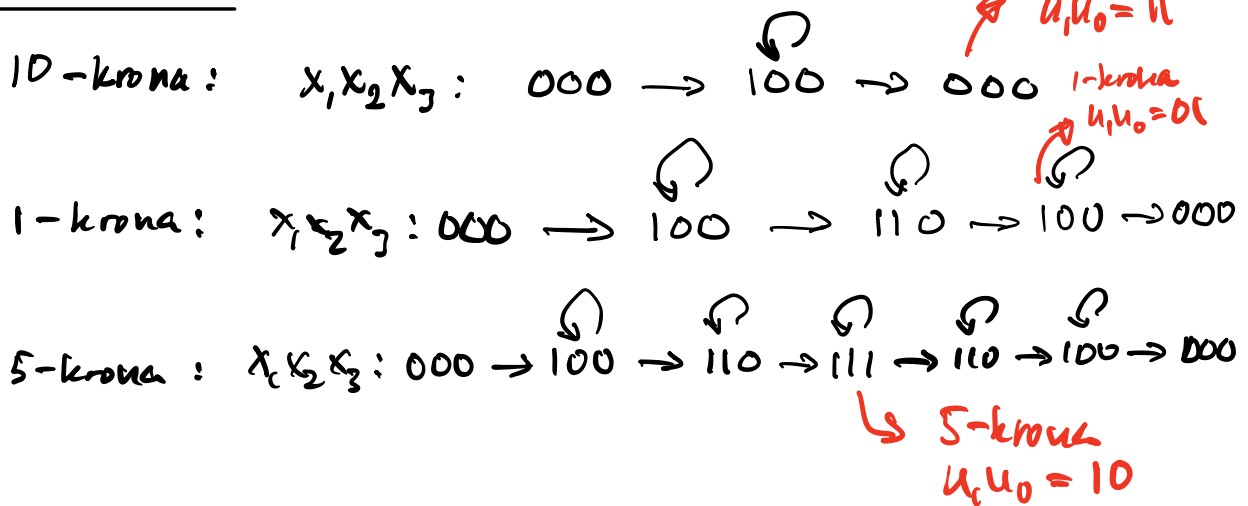 u₁u₀ = 11
10-krona: x₁x₂x₃: 000 → 100 → 000
1-krona
u₁u₀ = 01
1-krona: x₁x₂x₃: 000 → 100 → 110 → 100 → 000
5-krona: x₁x₂x₃: 000 → 100 → 110 → 111 → 110 → 100 → 000
5-krona
u₁u₀ = 10